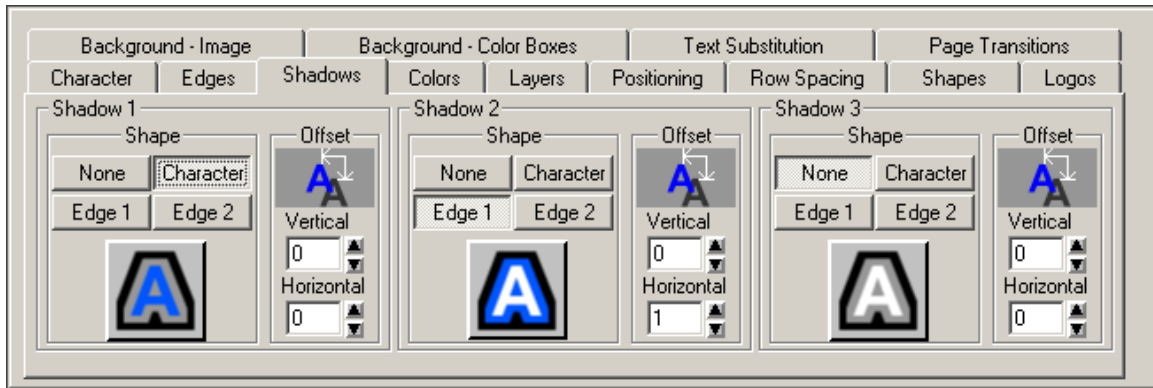 Background - Image Background - Color Boxes Text Substitution Page Transitions
Character Edges Shadows Colors Layers Positioning Row Spacing Shapes Logos
Shadow 1
Shape
None Character
Edge 1 Edge 2
A
Offset
AA
Vertical
0
Horizontal
0
Shadow 2
Shape
None Character
Edge 1 Edge 2
A
Offset
AA
Vertical
0
Horizontal
1
Shadow 3
Shape
None Character
Edge 1 Edge 2
A
Offset
AA
Vertical
0
Horizontal
0